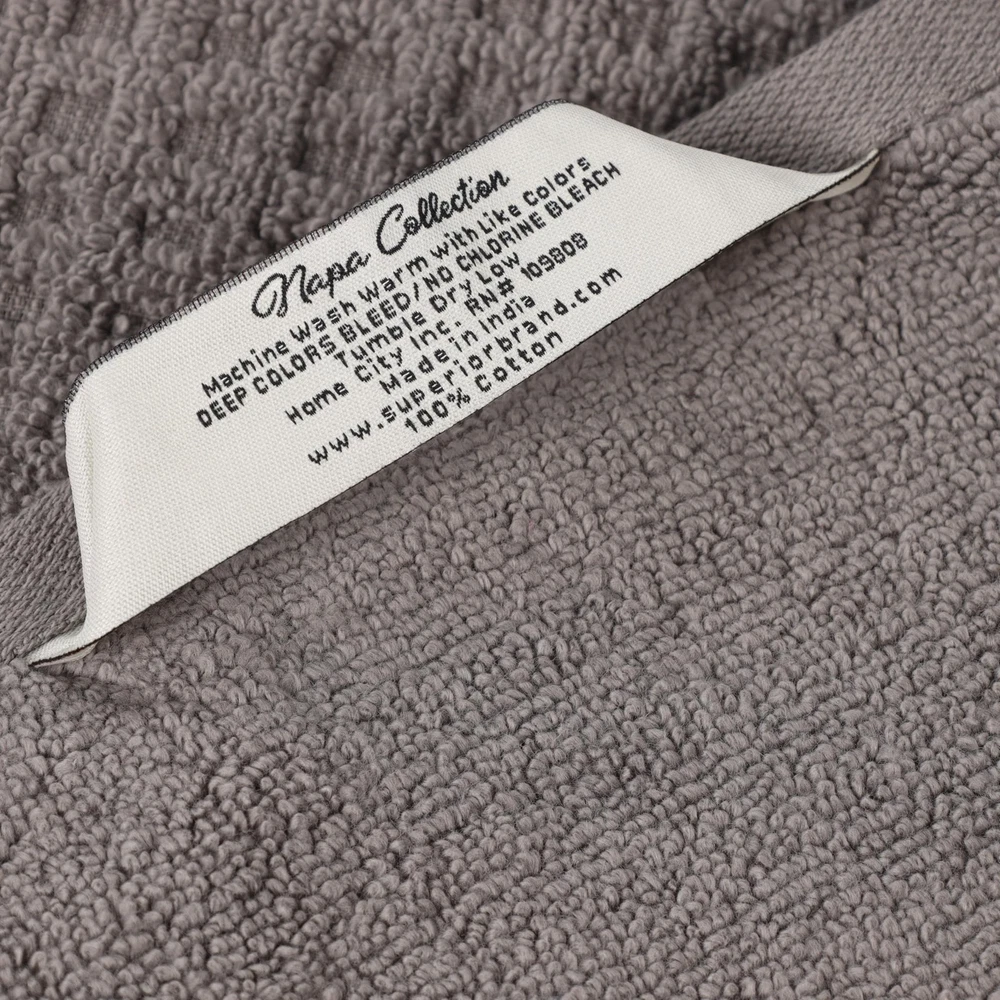 Napa Collection
Machine Wash Warm with Like Colors
DEEP COLORS BLEED/NO CHLORINE BLEACH
Tumble Dry Low
Home City Inc. RN# 109808
Made in India
www.superiorbrand.com
100% Cotton